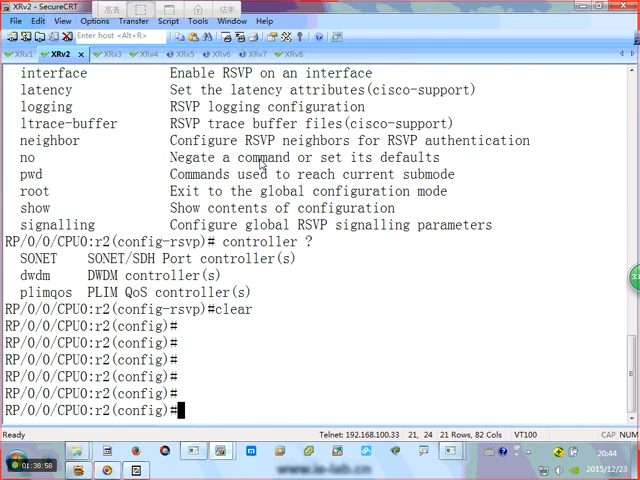 XRv2 - SecureCRT
高清
结束
File Edit View Options Transfer Script Tools Window Help
Enter host <Alt+R>
XRv1 XRv2 XRv3 XRv4 XRv5 XRv6 XRv7 XRv8
interface Enable RSVP on an interface
latency Set the latency attributes(cisco-support)
logging RSVP logging configuration
ltrace-buffer RSVP trace buffer files(cisco-support)
neighbor Configure RSVP neighbors for RSVP authentication
no Negate a command or set its defaults
pwd Commands used to reach current submode
root Exit to the global configuration mode
show Show contents of configuration
signalling Configure global RSVP signalling parameters
RP/0/0/CPU0:r2(config-rsvp)# controller ?
SONET SONET/SDH Port controller(s)
dwdm DWDM controller(s)
plimqos PLIM QoS controller(s)
RP/0/0/CPU0:r2(config-rsvp)#clear
RP/0/0/CPU0:r2(config)#
RP/0/0/CPU0:r2(config)#
RP/0/0/CPU0:r2(config)#
RP/0/0/CPU0:r2(config)#
RP/0/0/CPU0:r2(config)#
RP/0/0/CPU0:r2(config)#
Ready Telnet: 192.168.100.33 21, 24 21 Rows, 82 Cols VT100 CAP NUM
01:38:58
www.ie-lab.cn
20:44
2015/12/23